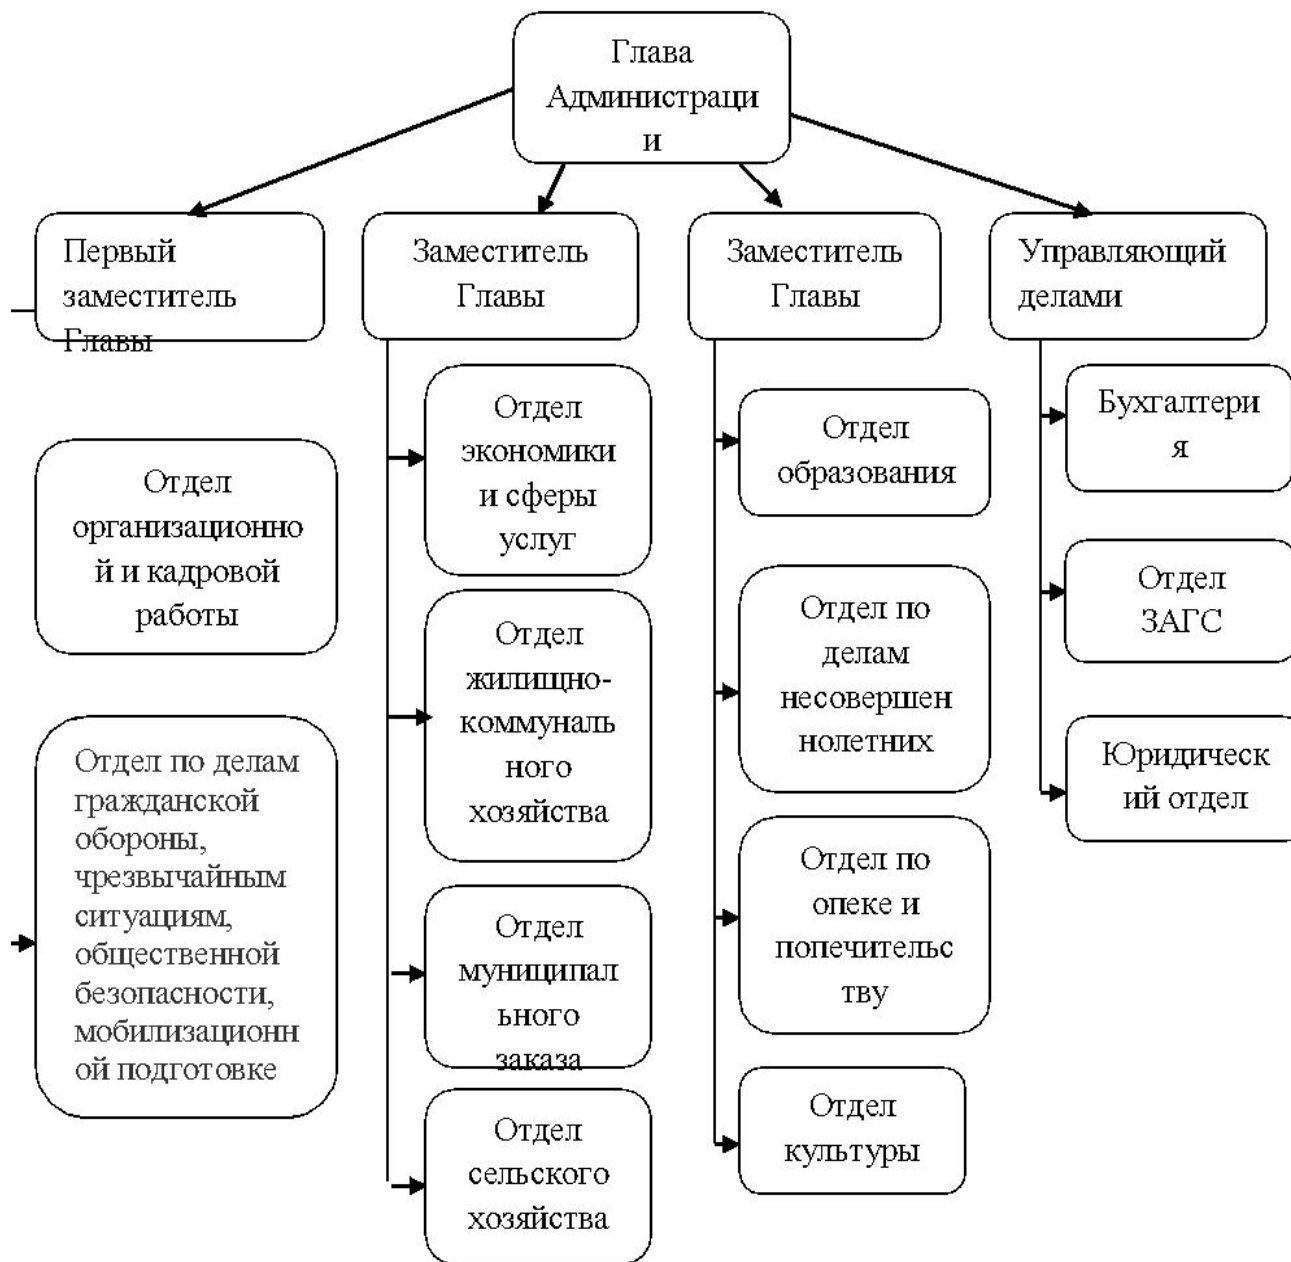 Глава
Администраци
и
Первый
заместитель
Главы
Заместитель
Главы
Заместитель
Главы
Управляющий
делами
Отдел
организационно
й и кадровой
работы
Отдел по делам
гражданской
обороны,
чрезвычайным
ситуациям,
общественной
безопасности,
мобилизационн
ой подготовке
Отдел
экономики
и сферы
услуг
Отдел
жилищно-
коммуналь
ного
хозяйства
Отдел
муниципал
ьного
заказа
Отдел
сельского
хозяйства
Отдел
образования
Отдел по
делам
несовершен
нолетних
Отдел по
опеке и
попечительс
тву
Отдел
культуры
Бухгалтери
я
Отдел
ЗАГС
Юридическ
ий отдел